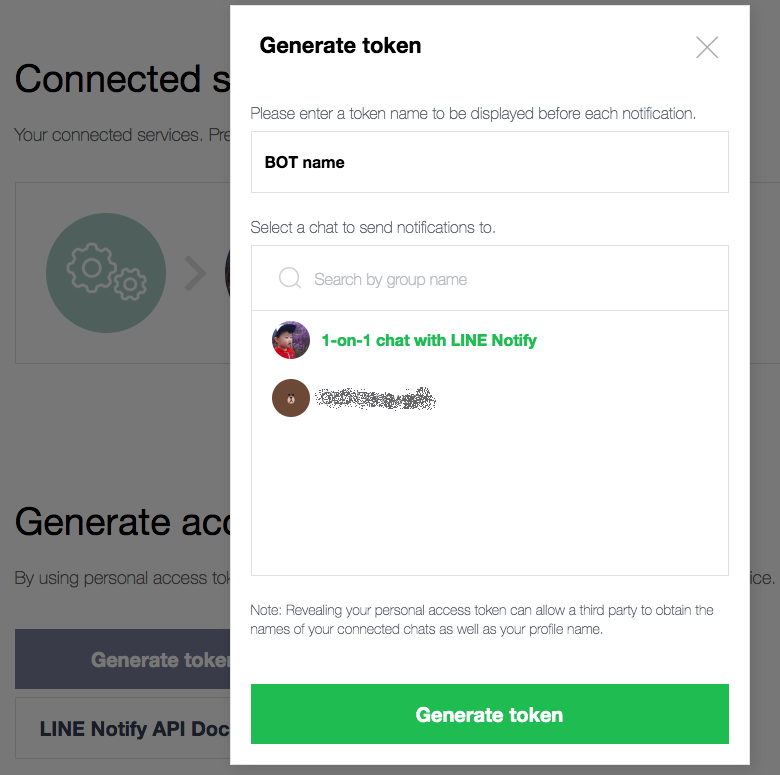 Generate token
Connected s
Please enter a token name to be displayed before each notification.
Your connected services. Pre
BOT name
Select a chat to send notifications to.
Search by group name
1-on-1 chat with LINE Notify
Generate acc
By using personal access tok
ice.
Note: Revealing your personal access token can allow a third party to obtain the
names of your connected chats as well as your profile name.
Generate token
LINE Notify API Doc
Generate token